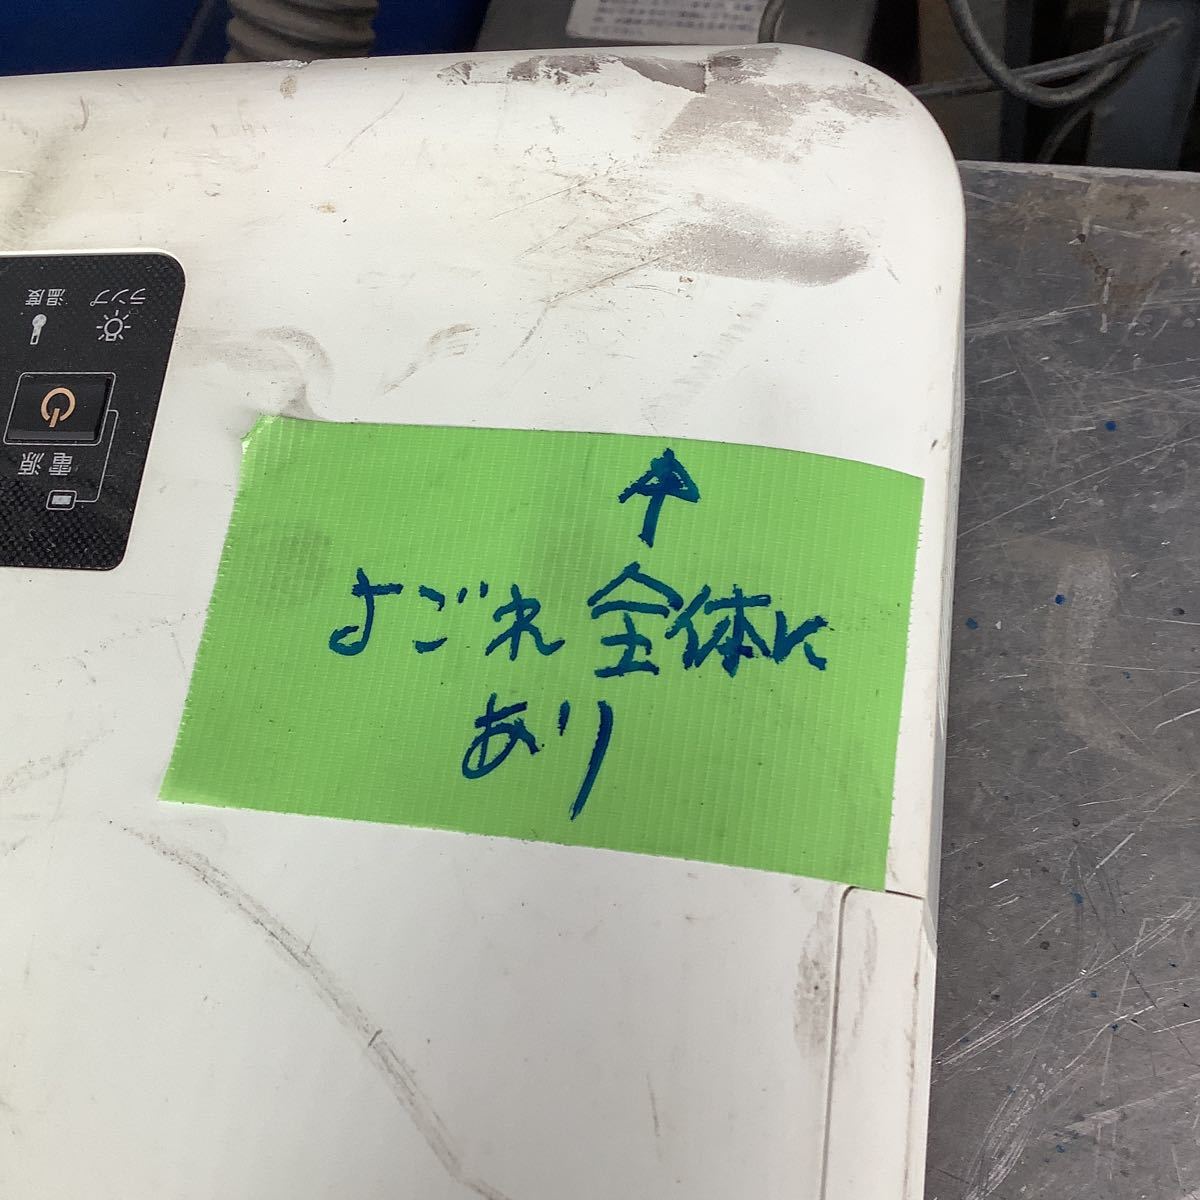 ↑
よごれ 全体に
あり
ランプ
温度
電源